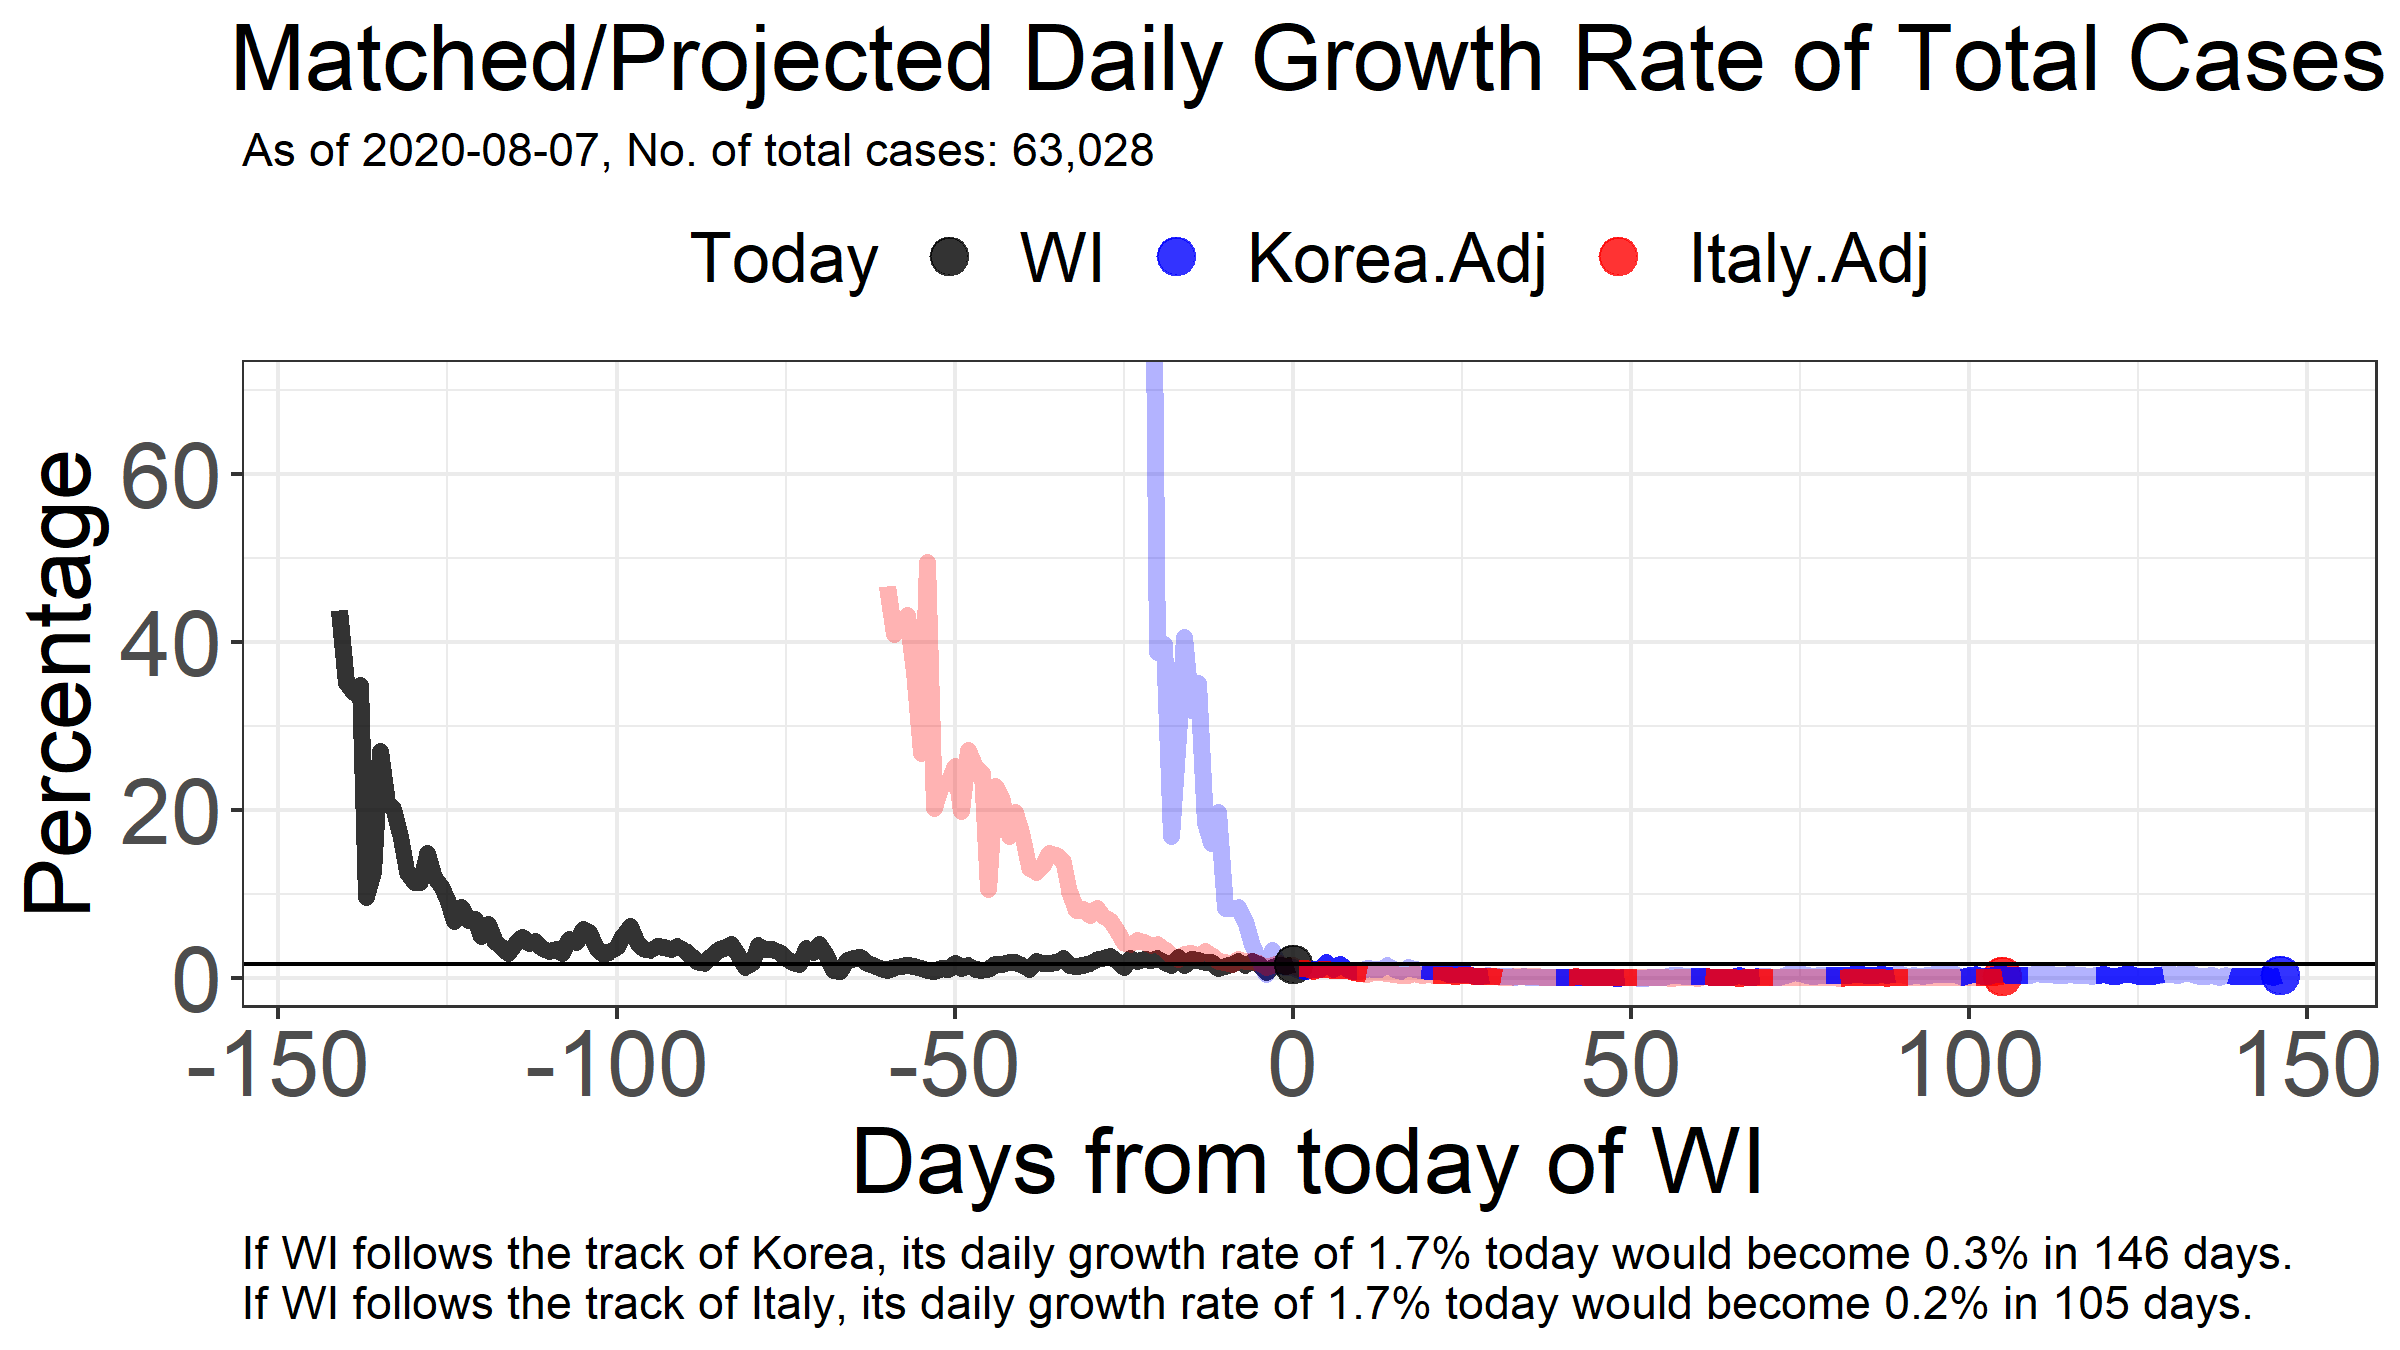 Matched/Projected Daily Growth Rate of Total Cases
As of 2020-08-07, No. of total cases: 63,028
Today WI Korea.Adj Italy.Adj
Percentage
60
40
20
0
-150 -100 -50 0 50 100 150
Days from today of WI
If WI follows the track of Korea, its daily growth rate of 1.7% today would become 0.3% in 146 days.
If WI follows the track of Italy, its daily growth rate of 1.7% today would become 0.2% in 105 days.